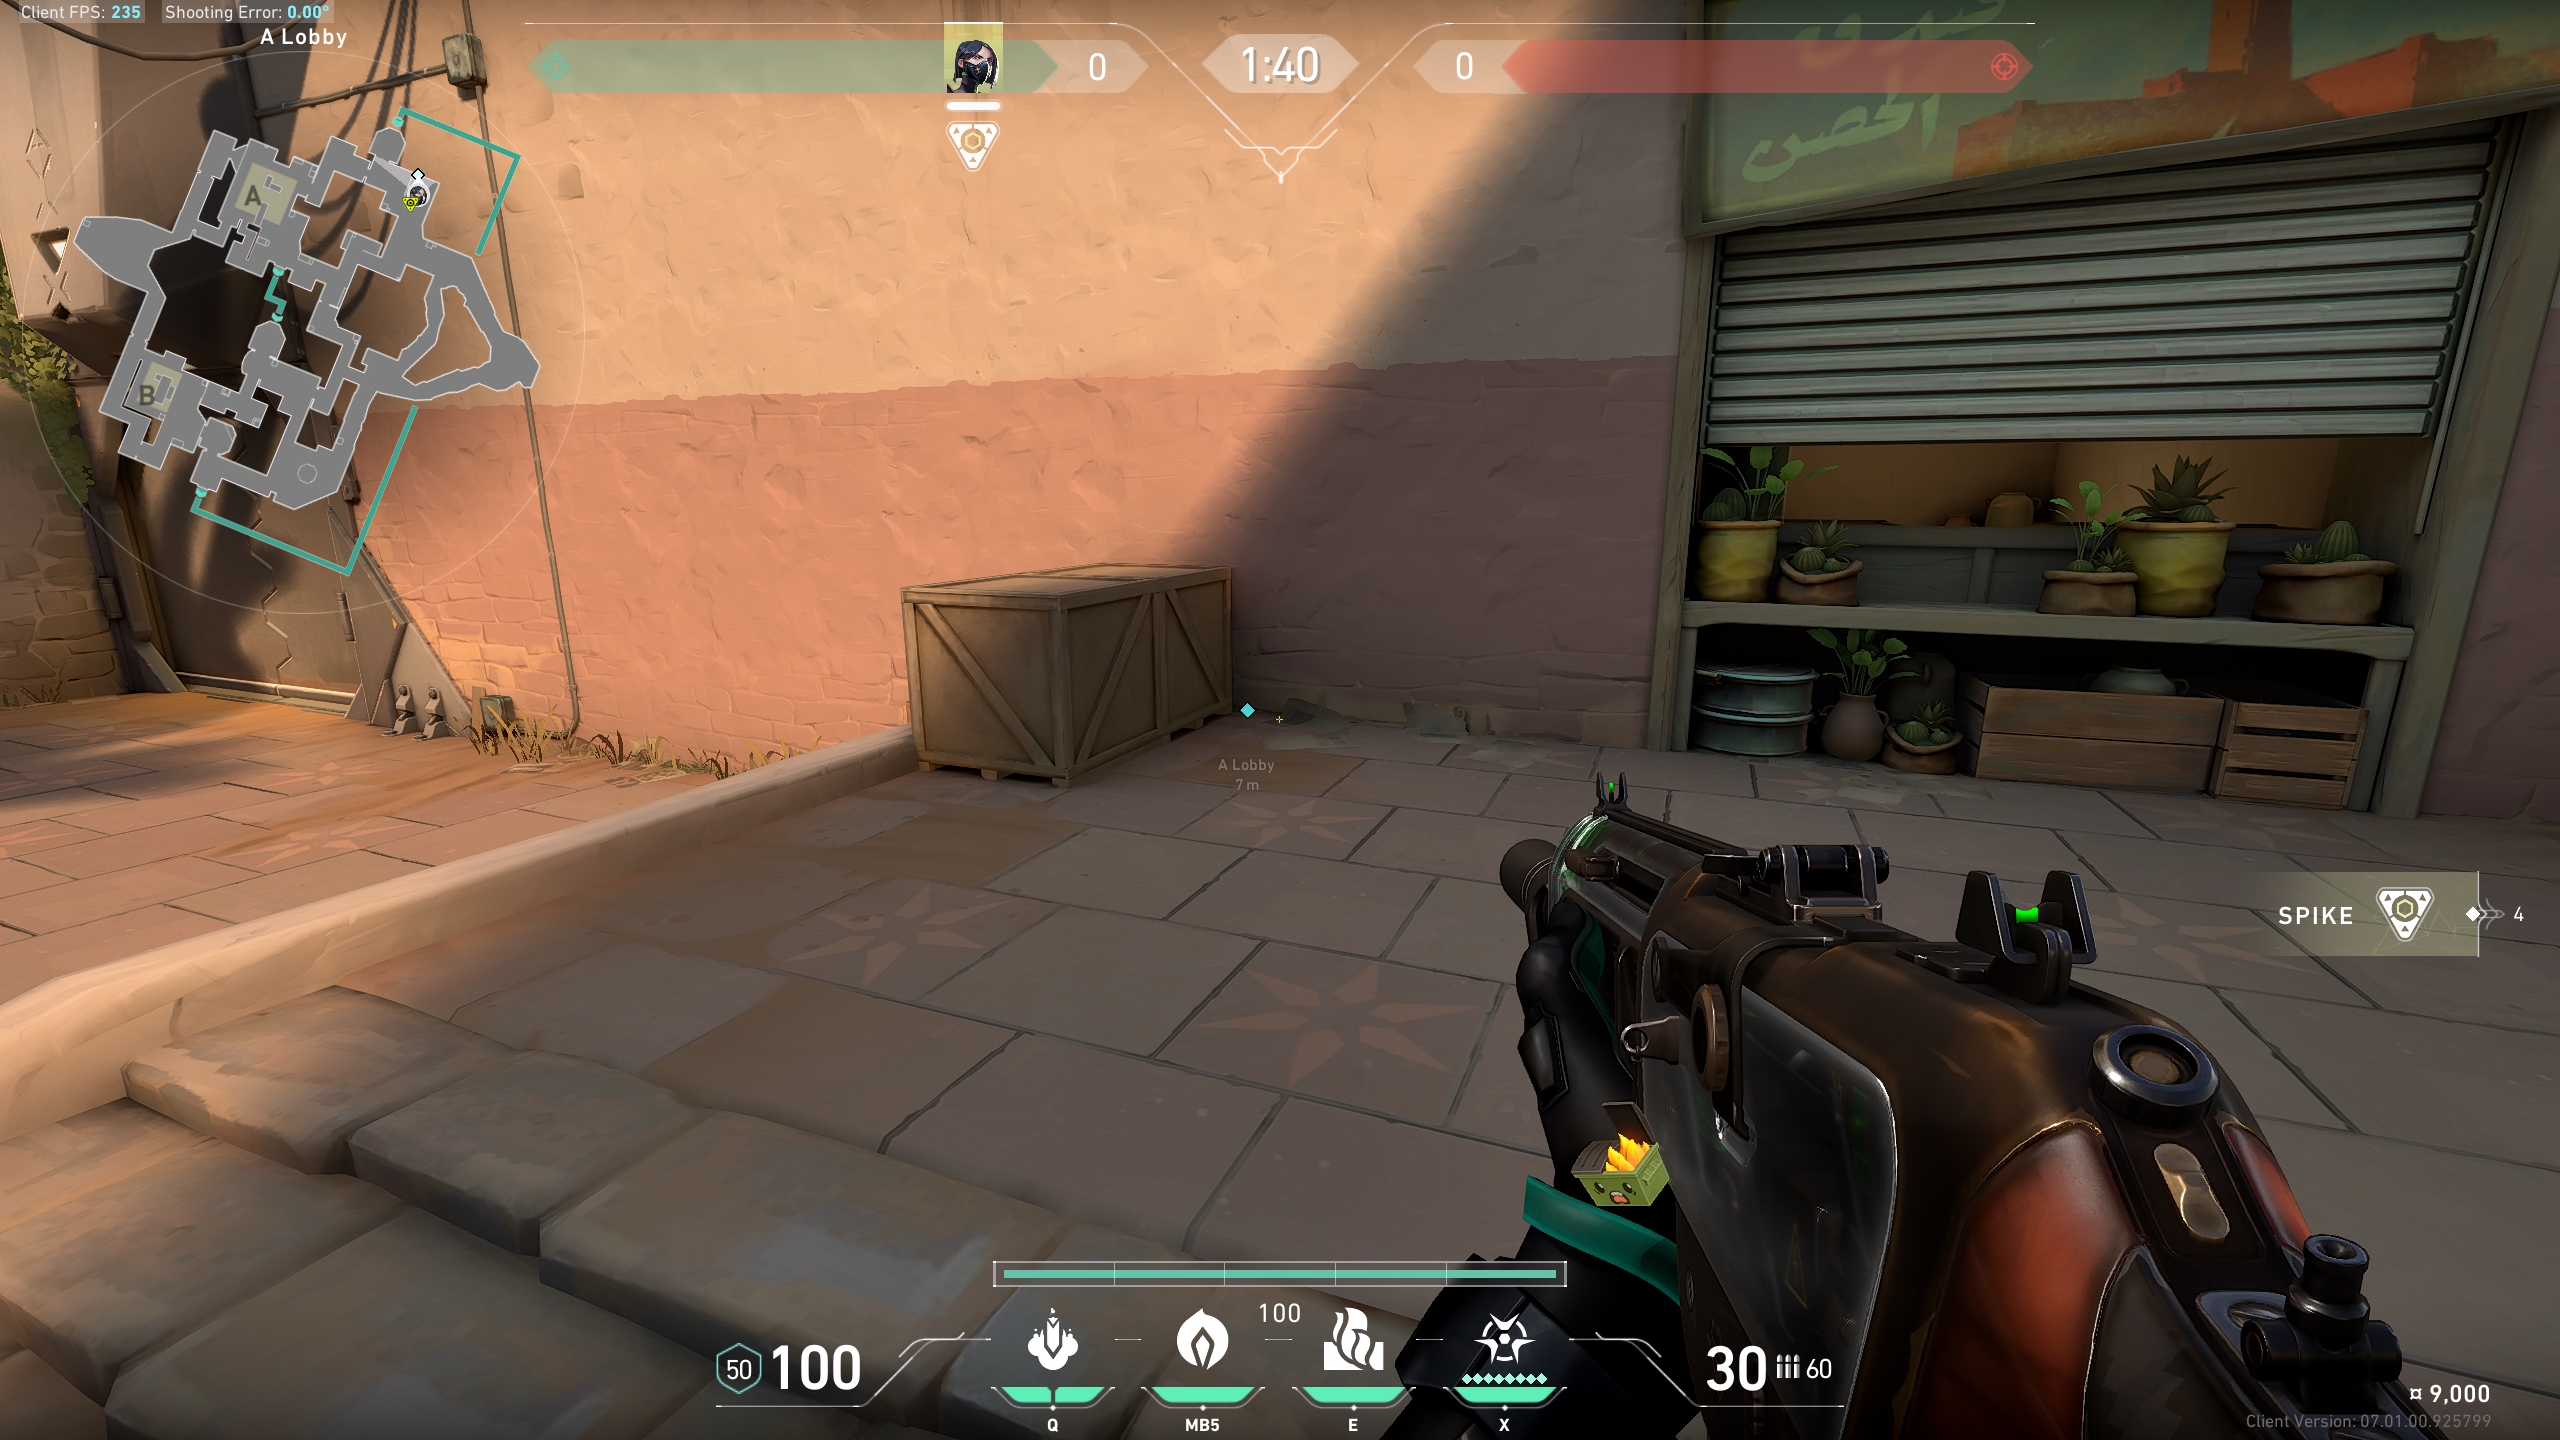 Client FPS: 235 Shooting Error: 0.00°
A Lobby
0
1:40
0
الحصن
A
B
A Lobby
7 m
SPIKE
4
100
50
100
30
60
Q
MB5
E
X
¤ 9,000
Client Version: 07.01.00.925799